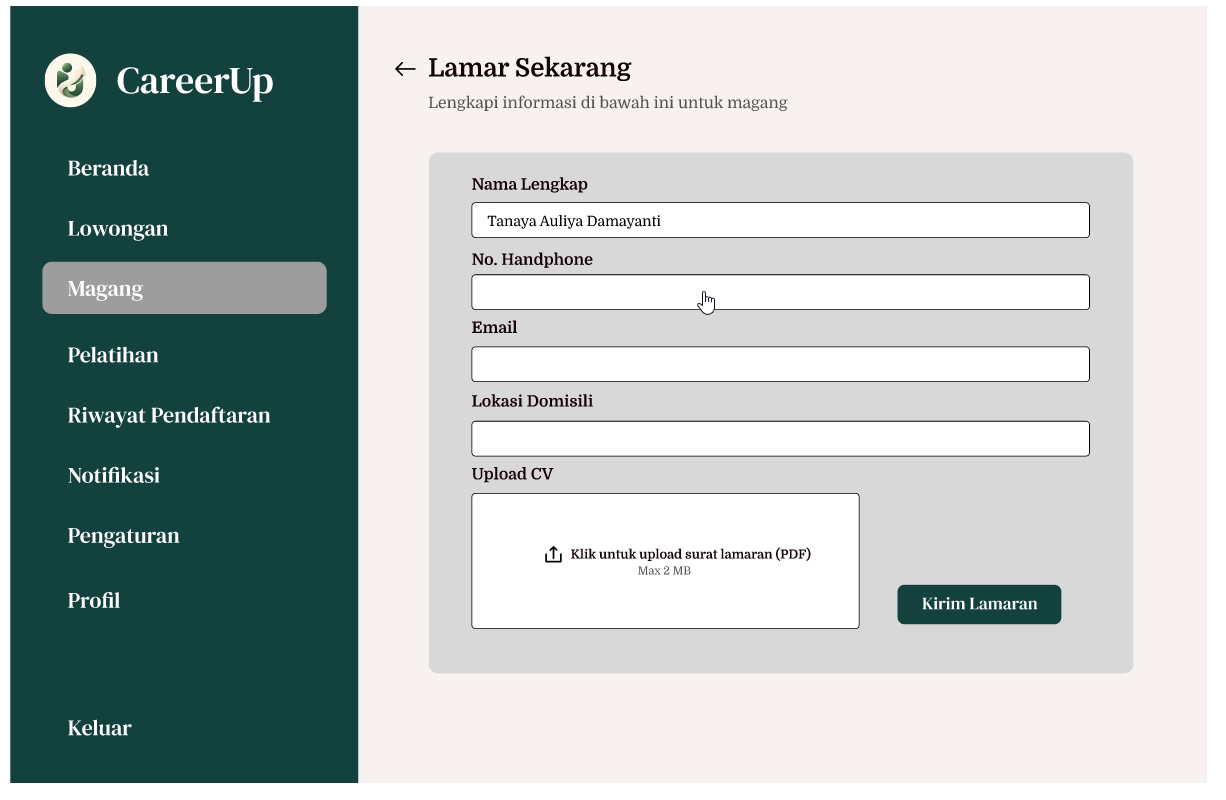 CareerUp
Beranda
Lowongan
Magang
Pelatihan
Riwayat Pendaftaran
Notifikasi
Pengaturan
Profil
Keluar
Lamar Sekarang
Lengkapi informasi di bawah ini untuk magang
Nama Lengkap
Tanaya Auliya Damayanti
No. Handphone
Email
Lokasi Domisili
Upload CV
Klik untuk upload surat lamaran (PDF)
Max 2 MB
Kirim Lamaran